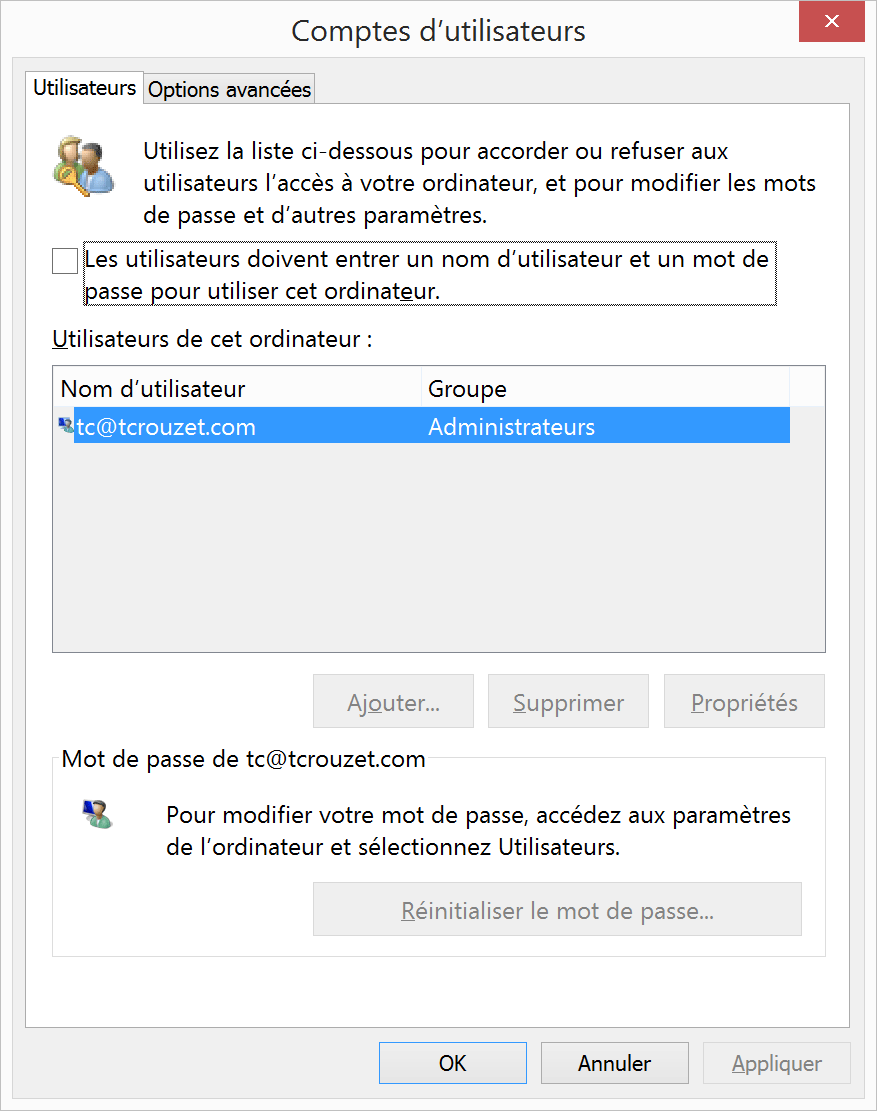 Comptes d’utilisateurs
Utilisateurs
Options avancées
Utilisez la liste ci-dessous pour accorder ou refuser aux
utilisateurs l’accès à votre ordinateur, et pour modifier les mots
de passe et d’autres paramètres.
Les utilisateurs doivent entrer un nom d’utilisateur et un mot de
passe pour utiliser cet ordinateur.
Utilisateurs de cet ordinateur :
Nom d’utilisateur Groupe
tc@tcrouzet.com Administrateurs
Ajouter... Supprimer Propriétés
Mot de passe de tc@tcrouzet.com
Pour modifier votre mot de passe, accédez aux paramètres
de l’ordinateur et sélectionnez Utilisateurs.
Réinitialiser le mot de passe...
OK Annuler Appliquer